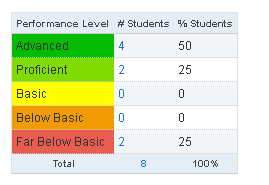 Performance Level # Students % Students
Advanced 4 50
Proficient 2 25
Basic 0 0
Below Basic 0 0
Far Below Basic 2 25
Total 8 100%